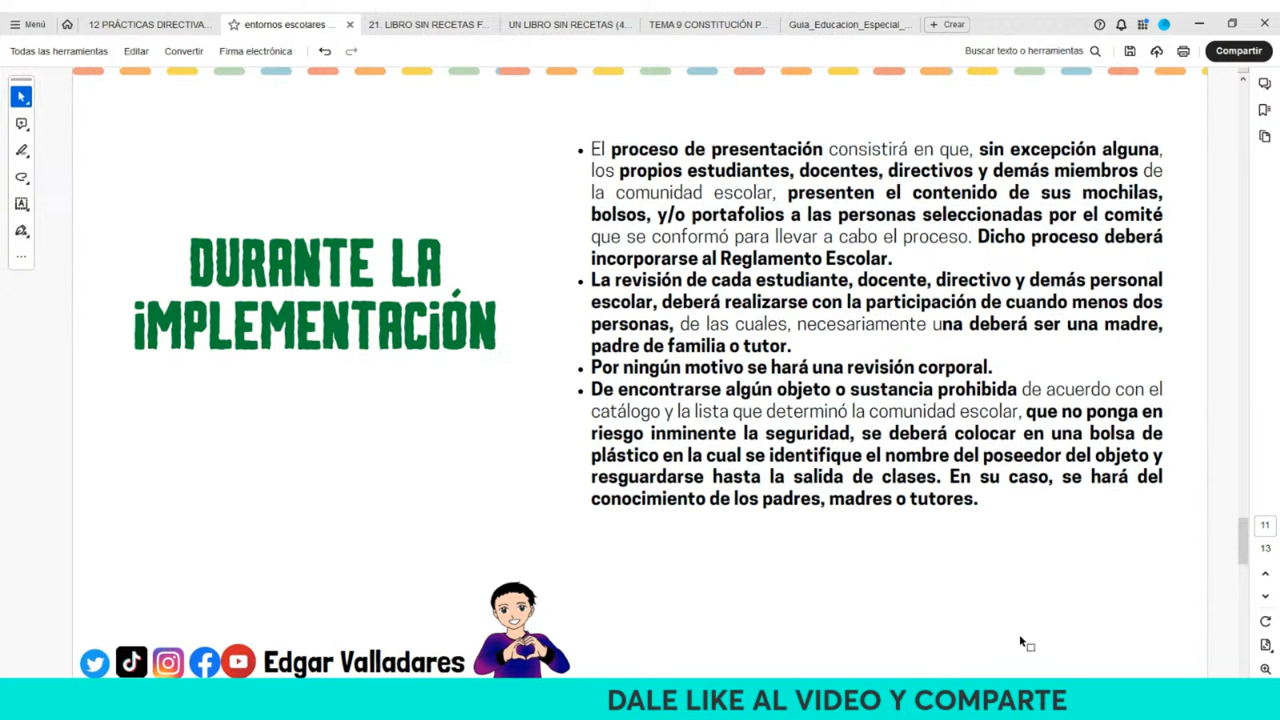 Menú
12 PRÁCTICAS DIRECTIVA...
entornos escolares ...
21. LIBRO SIN RECETAS F...
UN LIBRO SIN RECETAS (4...
TEMA 9 CONSTITUCIÓN P...
Guia_Educacion_Especial_...
+ Crear
Todas las herramientas
Editar
Convertir
Firma electrónica
Buscar texto o herramientas
Compartir
DURANTE LA
iMPLEMENTACiÓN
• El proceso de presentación consistirá en que, sin excepción alguna,
los propios estudiantes, docentes, directivos y demás miembros de
la comunidad escolar, presenten el contenido de sus mochilas,
bolsos, y/o portafolios a las personas seleccionadas por el comité
que se conformó para llevar a cabo el proceso. Dicho proceso deberá
incorporarse al Reglamento Escolar.
• La revisión de cada estudiante, docente, directivo y demás personal
escolar, deberá realizarse con la participación de cuando menos dos
personas, de las cuales, necesariamente una deberá ser una madre,
padre de familia o tutor.
• Por ningún motivo se hará una revisión corporal.
• De encontrarse algún objeto o sustancia prohibida de acuerdo con el
catálogo y la lista que determinó la comunidad escolar, que no ponga en
riesgo inminente la seguridad, se deberá colocar en una bolsa de
plástico en la cual se identifique el nombre del poseedor del objeto y
resguardarse hasta la salida de clases. En su caso, se hará del
conocimiento de los padres, madres o tutores.
11
13
Edgar Valladares
DALE LIKE AL VIDEO Y COMPARTE